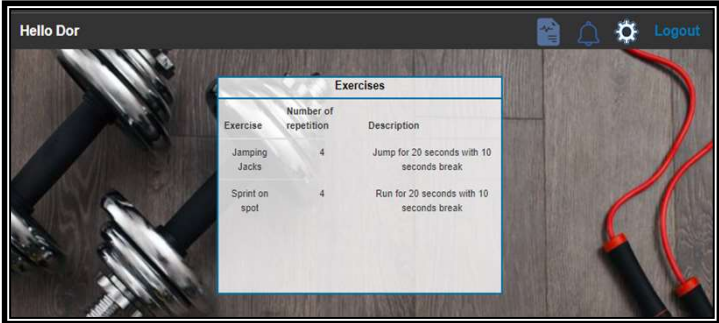 Hello Dor
Logout
Exercises
Exercise
Number of
repetition
Description
Jamping
Jacks
4
Jump for 20 seconds with 10
seconds break
Sprint on
spot
4
Run for 20 seconds with 10
seconds break